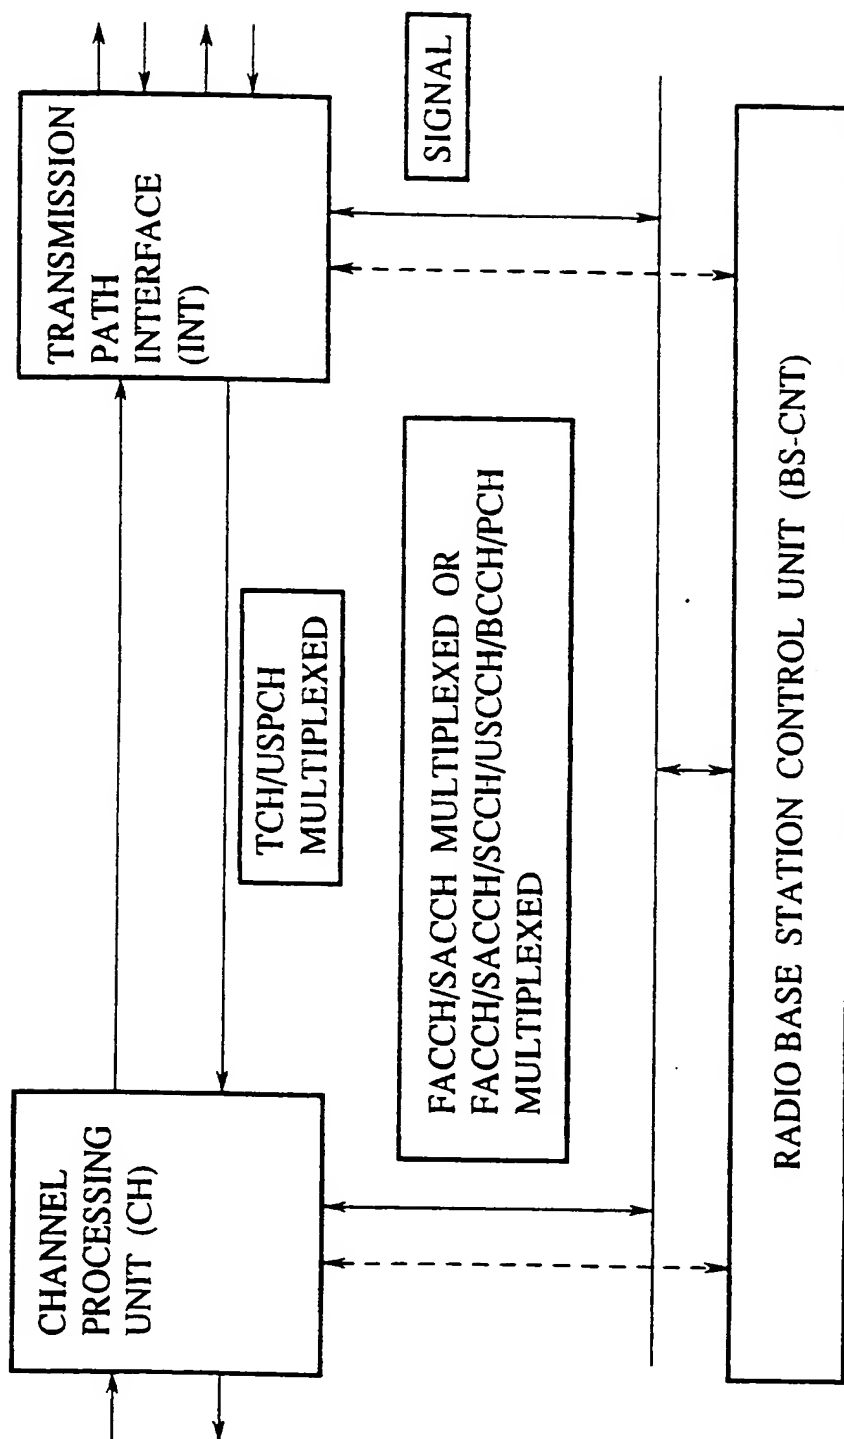 CHANNEL
PROCESSING
UNIT (CH)
TRANSMISSION
PATH
INTERFACE
(INT)
TCH/USPCH
MULTIPLEXED
SIGNAL
FACCH/SACCH MULTIPLEXED OR
FACCH/SACCH/SCCH/USCCH/BCCH/PCH
MULTIPLEXED
RADIO BASE STATION CONTROL UNIT (BS-CNT)